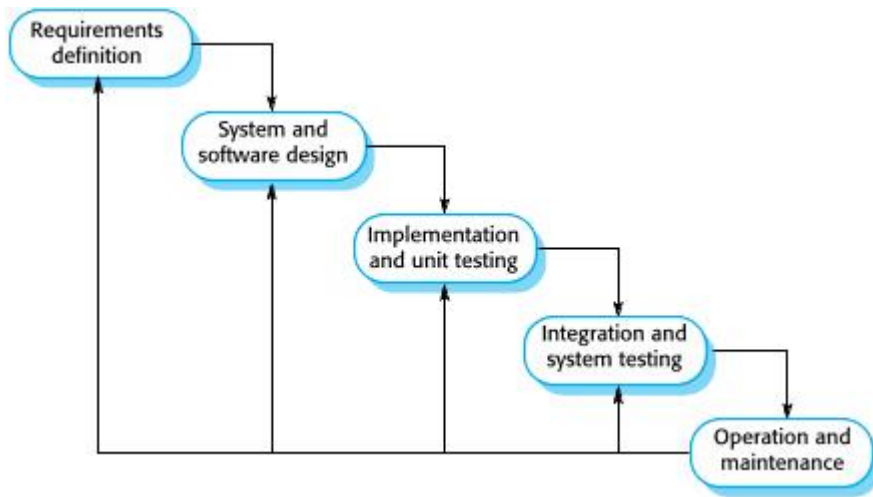 Requirements
definition
System and
software design
Implementation
and unit testing
Integration and
system testing
Operation and
maintenance